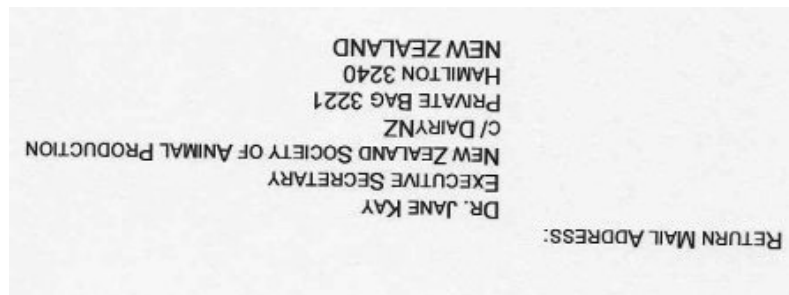 RETURN MAIL ADDRESS:
DR. JANE KAY
EXECUTIVE SECRETARY
NEW ZEALAND SOCIETY OF ANIMAL PRODUCTION
C/ DAIRYNZ
PRIVATE BAG 3221
HAMILTON 3240
NEW ZEALAND